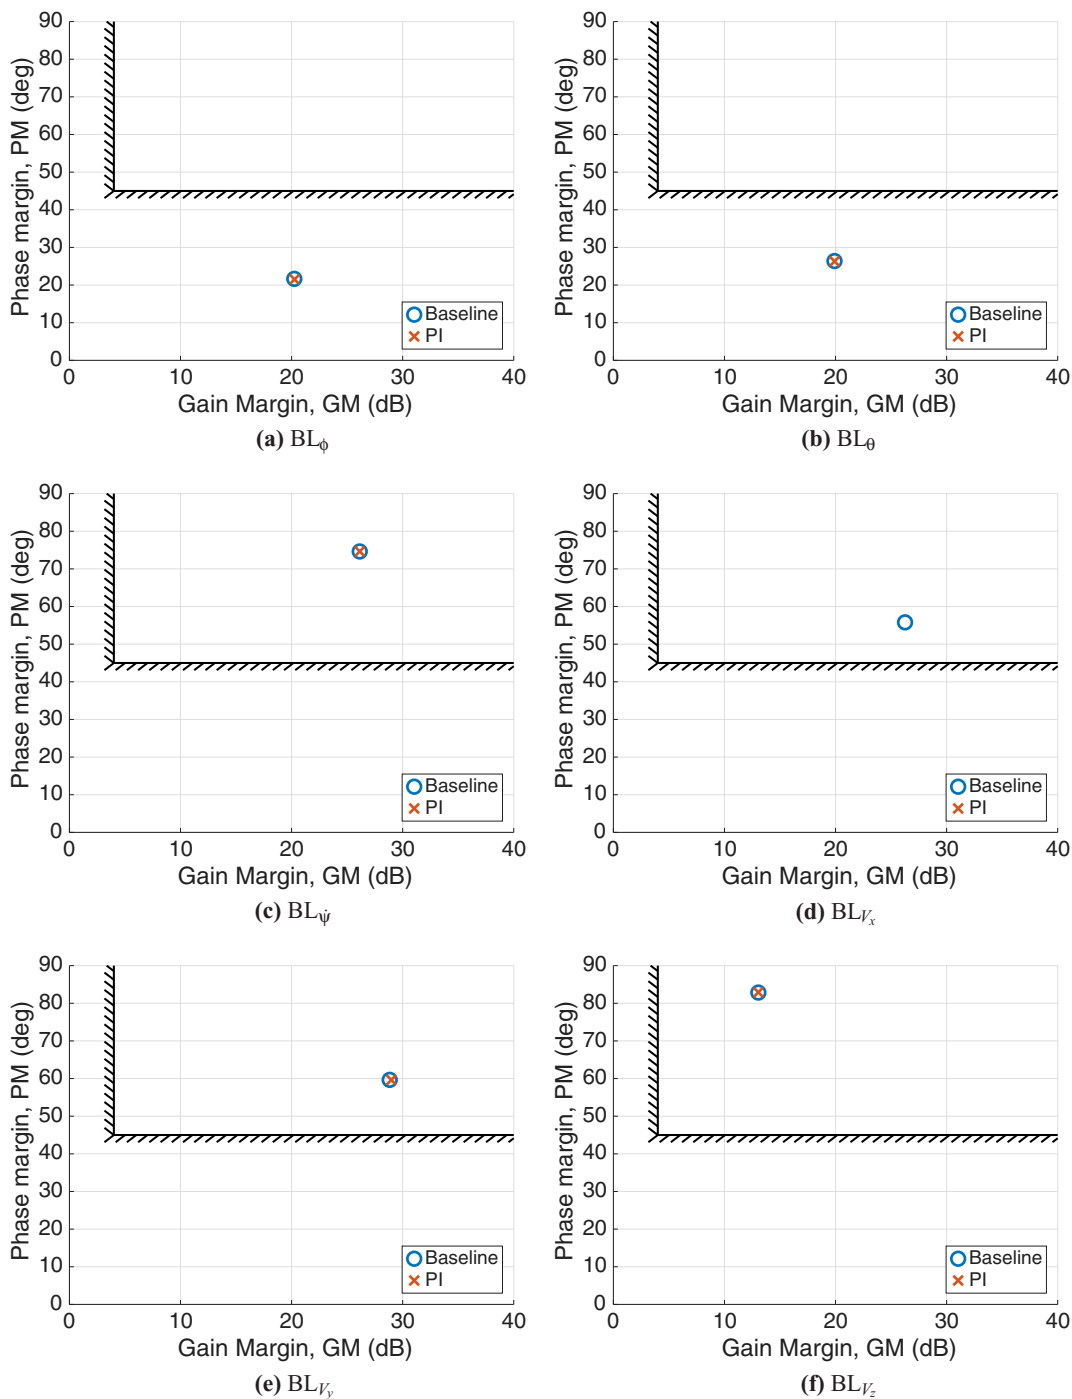 90
80
70
60
50
40
30
20
10
0
Phase margin, PM (deg)
Baseline
PI
0 10 20 30 40
Gain Margin, GM (dB)
(a) BLϕ
90
80
70
60
50
40
30
20
10
0
Phase margin, PM (deg)
Baseline
PI
0 10 20 30 40
Gain Margin, GM (dB)
(b) BLθ
90
80
70
60
50
40
30
20
10
0
Phase margin, PM (deg)
Baseline
PI
0 10 20 30 40
Gain Margin, GM (dB)
(c) BLψ̇
90
80
70
60
50
40
30
20
10
0
Phase margin, PM (deg)
Baseline
PI
0 10 20 30 40
Gain Margin, GM (dB)
(d) BLVx
90
80
70
60
50
40
30
20
10
0
Phase margin, PM (deg)
Baseline
PI
0 10 20 30 40
Gain Margin, GM (dB)
(e) BLVy
90
80
70
60
50
40
30
20
10
0
Phase margin, PM (deg)
Baseline
PI
0 10 20 30 40
Gain Margin, GM (dB)
(f) BLVz